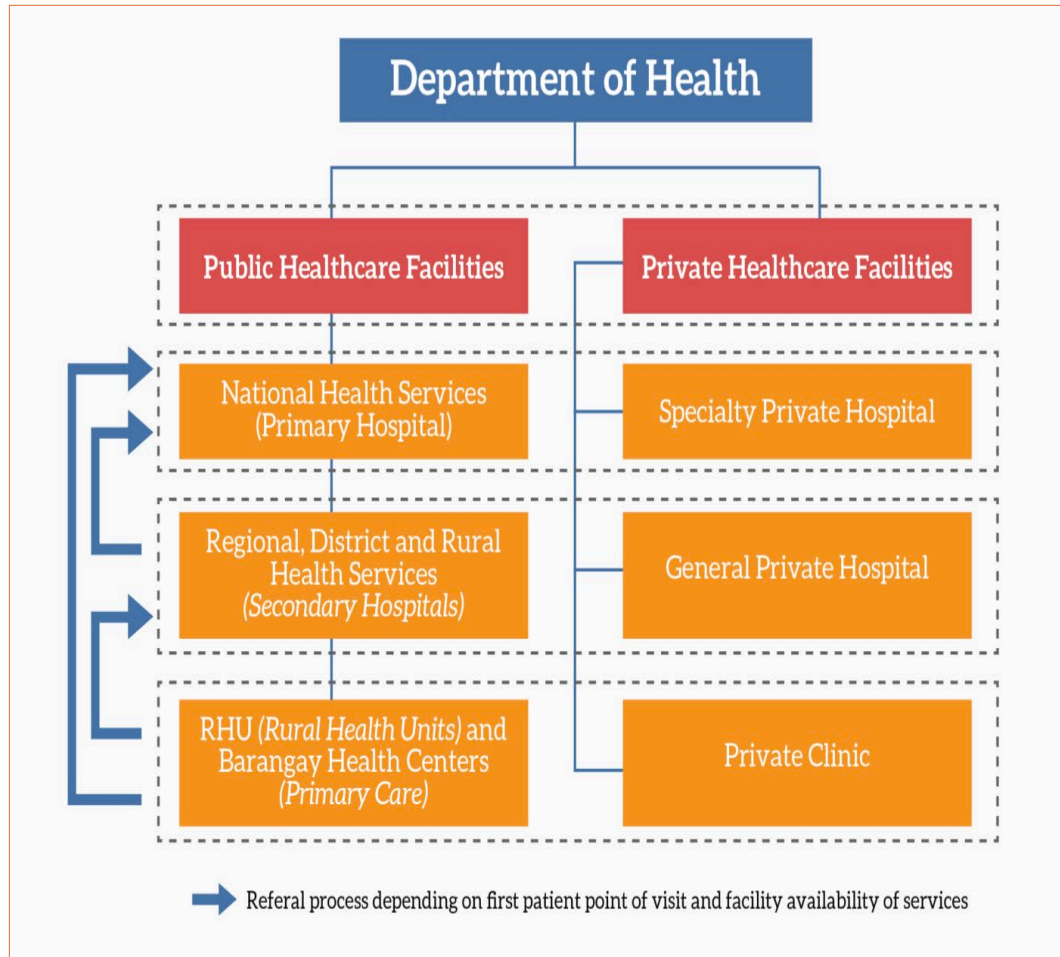 Department of Health
Public Healthcare Facilities
Private Healthcare Facilities
National Health Services
(Primary Hospital)
Specialty Private Hospital
Regional, District and Rural
Health Services
(Secondary Hospitals)
General Private Hospital
RHU (Rural Health Units) and
Barangay Health Centers
(Primary Care)
Private Clinic
Referal process depending on first patient point of visit and facility availability of services